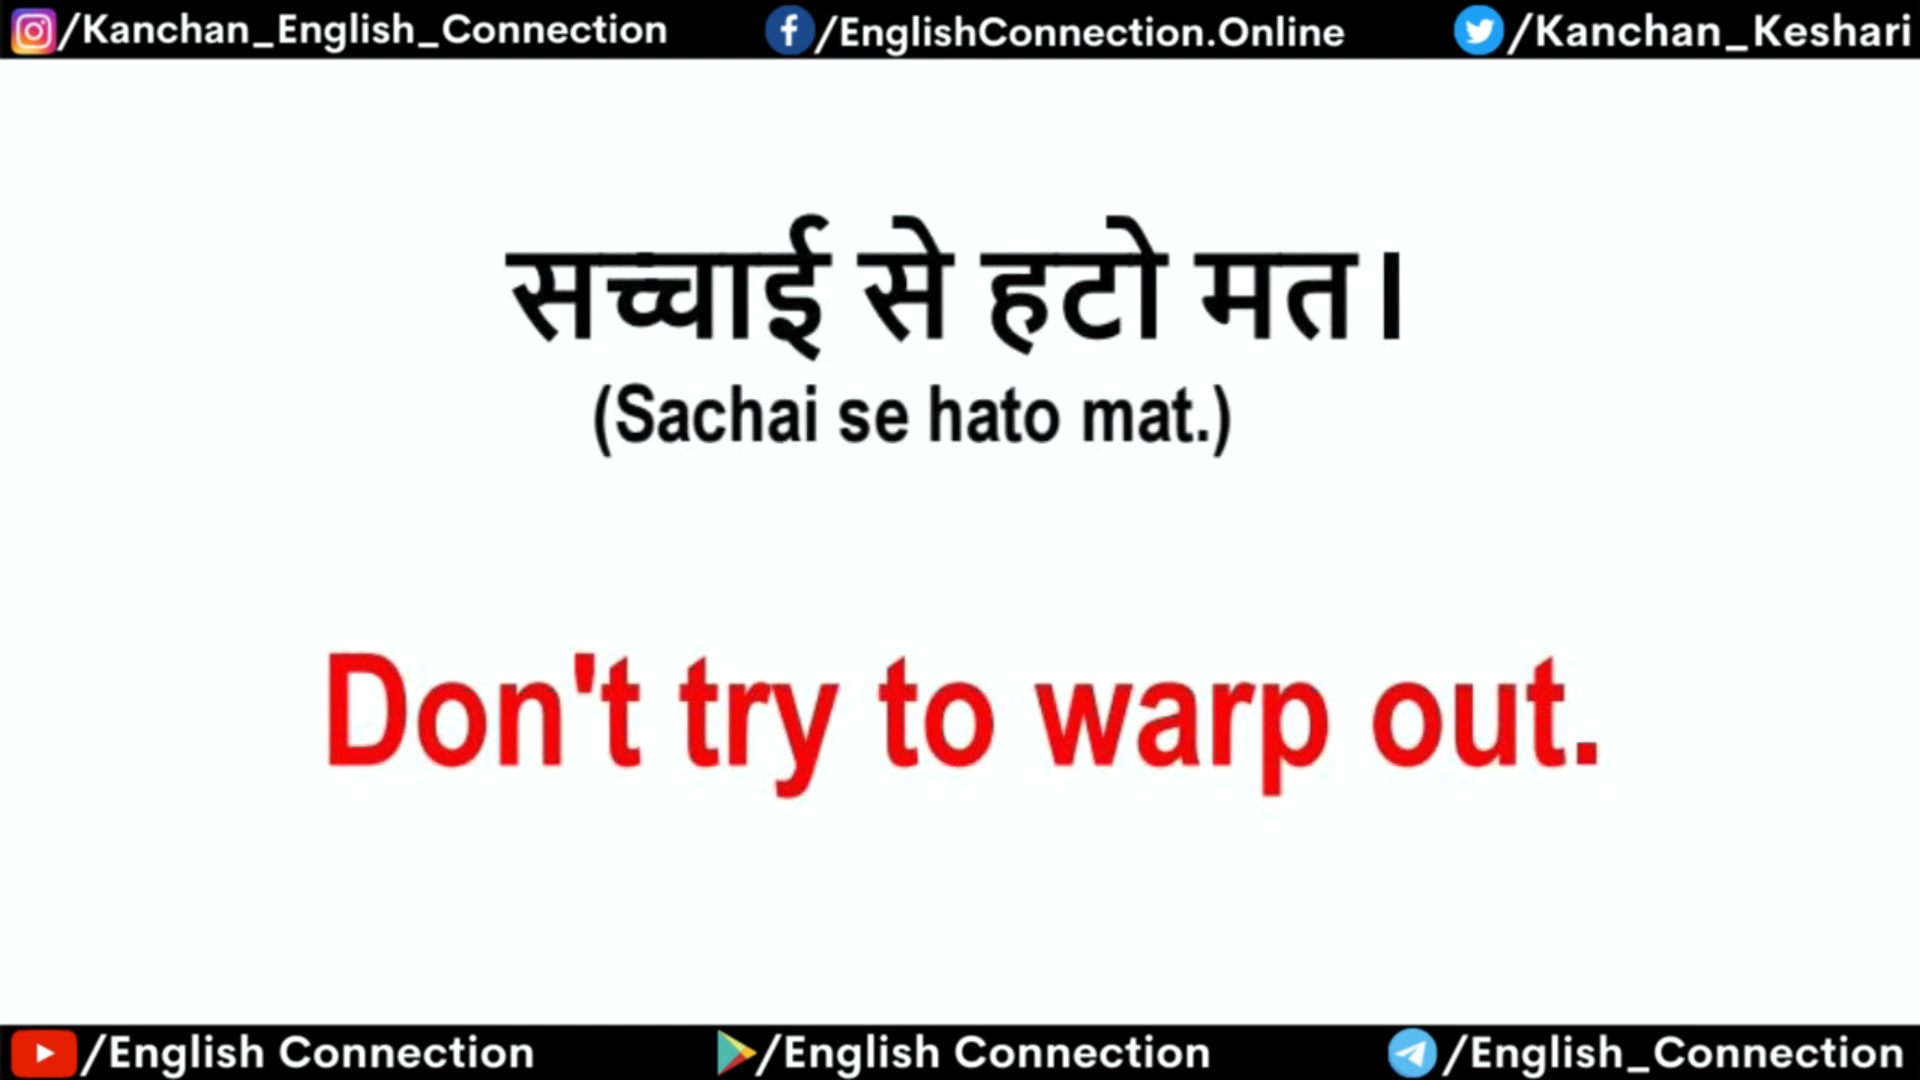 /Kanchan_English_Connection /EnglishConnection.Online /Kanchan_Keshari
सच्चाई से हटो मत।
(Sachai se hato mat.)
Don't try to warp out.
/English Connection /English Connection /English_Connection